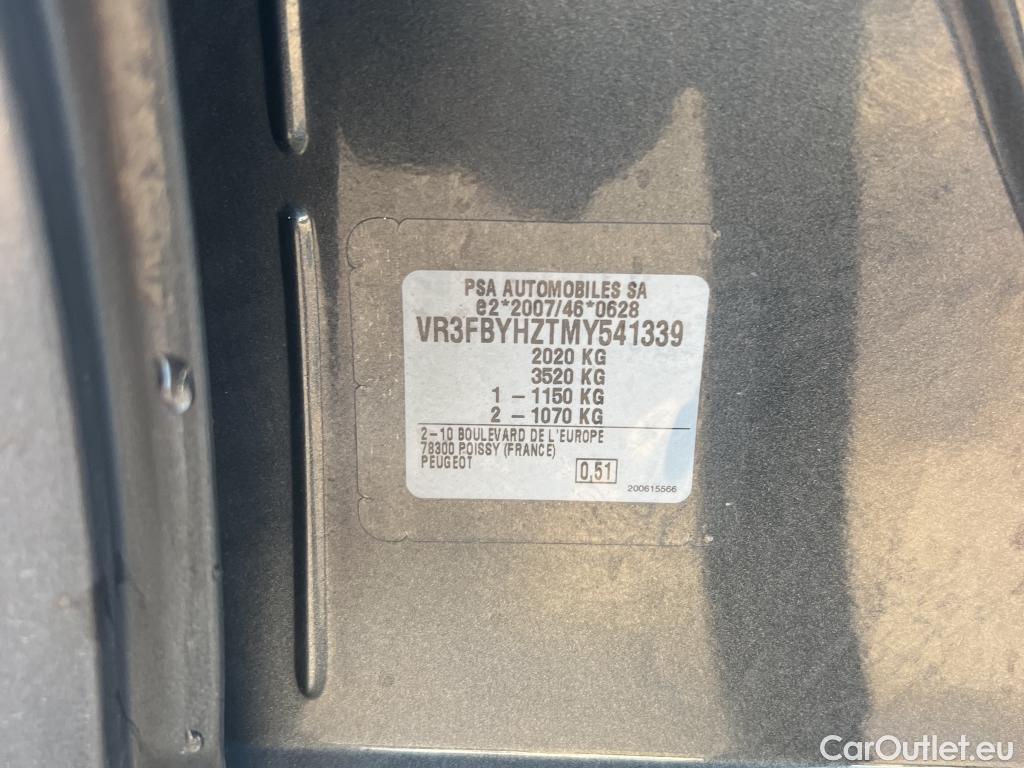 PSA AUTOMOBILES SA
e2*2007/46*0628
VR3FBYHZTMY541339
2020 KG
3520 KG
1 - 1150 KG
2 - 1070 KG
2-10 BOULEVARD DE L'EUROPE
78300 POISSY (FRANCE)
PEUGEOT
0,51
200615566
CarOutlet.eu